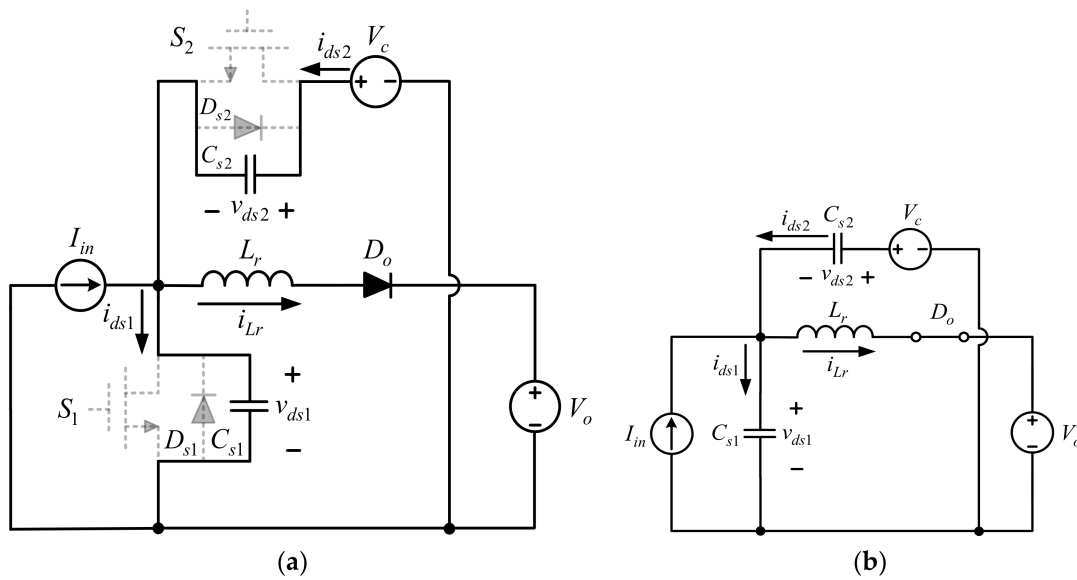 S2
ids2
Vc
+ -
Ds2
Cs2
- vds2 +
Iin
Lr
Do
ids1
iLr
S1
Ds1
Cs1
+
vds1
-
+
-
Vo
(a)
ids2
Cs2
Vc
+ -
- vds2 +
Lr
Do
ids1
iLr
Iin
Cs1
+
vds1
-
+
-
Vo
(b)